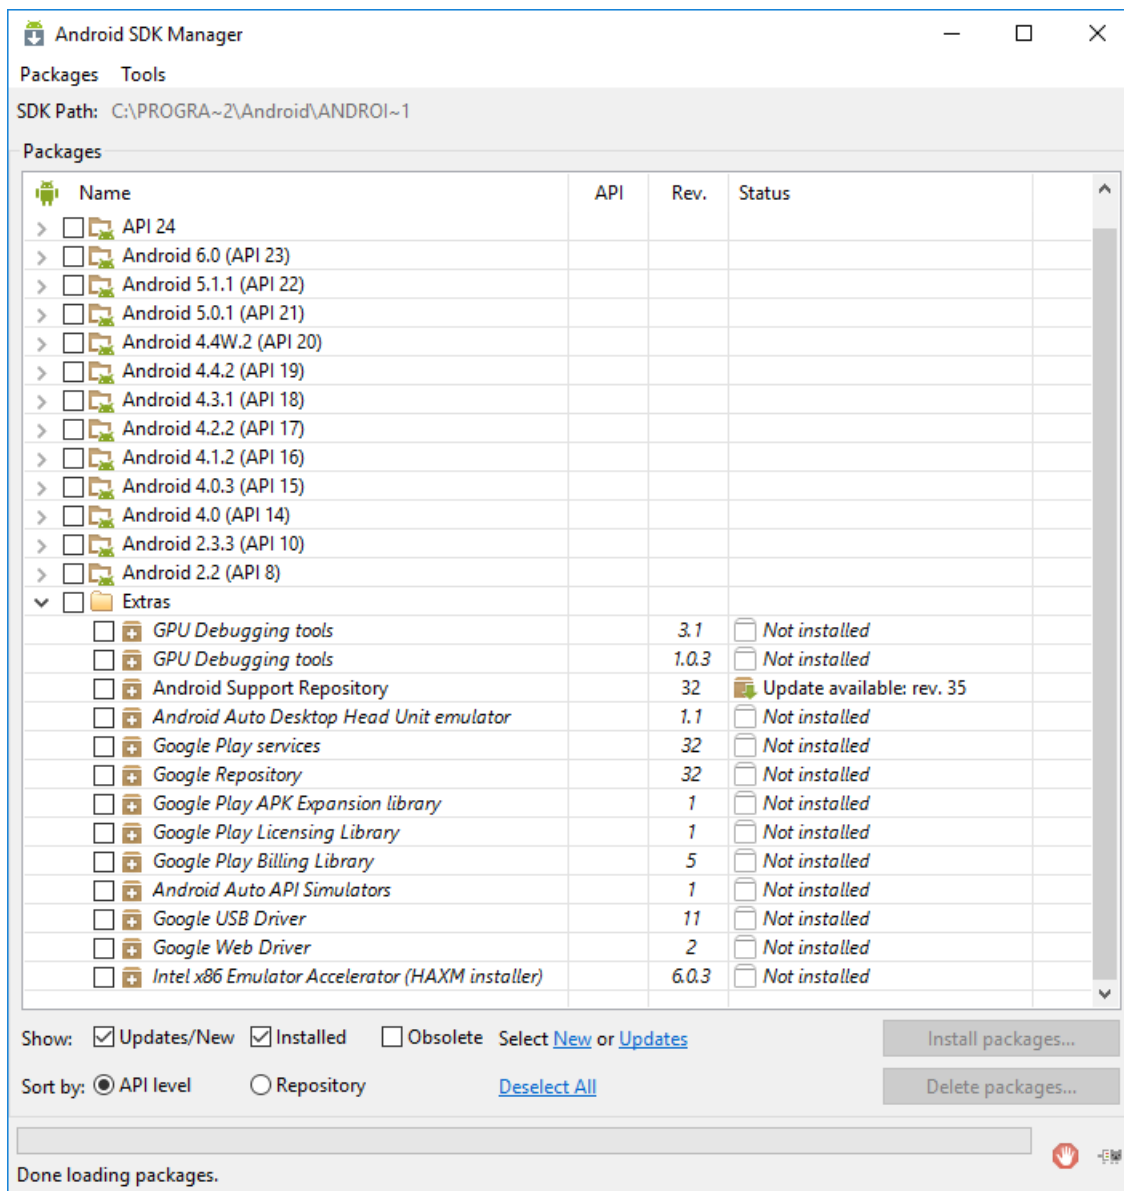 Android SDK Manager
Packages Tools
SDK Path: C:\PROGRA~2\Android\ANDROI~1
Packages
Name API Rev. Status
API 24
Android 6.0 (API 23)
Android 5.1.1 (API 22)
Android 5.0.1 (API 21)
Android 4.4W.2 (API 20)
Android 4.4.2 (API 19)
Android 4.3.1 (API 18)
Android 4.2.2 (API 17)
Android 4.1.2 (API 16)
Android 4.0.3 (API 15)
Android 4.0 (API 14)
Android 2.3.3 (API 10)
Android 2.2 (API 8)
Extras
GPU Debugging tools 3.1 Not installed
GPU Debugging tools 1.0.3 Not installed
Android Support Repository 32 Update available: rev. 35
Android Auto Desktop Head Unit emulator 1.1 Not installed
Google Play services 32 Not installed
Google Repository 32 Not installed
Google Play APK Expansion library 1 Not installed
Google Play Licensing Library 1 Not installed
Google Play Billing Library 5 Not installed
Android Auto API Simulators 1 Not installed
Google USB Driver 11 Not installed
Google Web Driver 2 Not installed
Intel x86 Emulator Accelerator (HAXM installer) 6.0.3 Not installed
Show: Updates/New Installed Obsolete Select New or Updates Install packages...
Sort by: API level Repository Deselect All Delete packages...
Done loading packages.